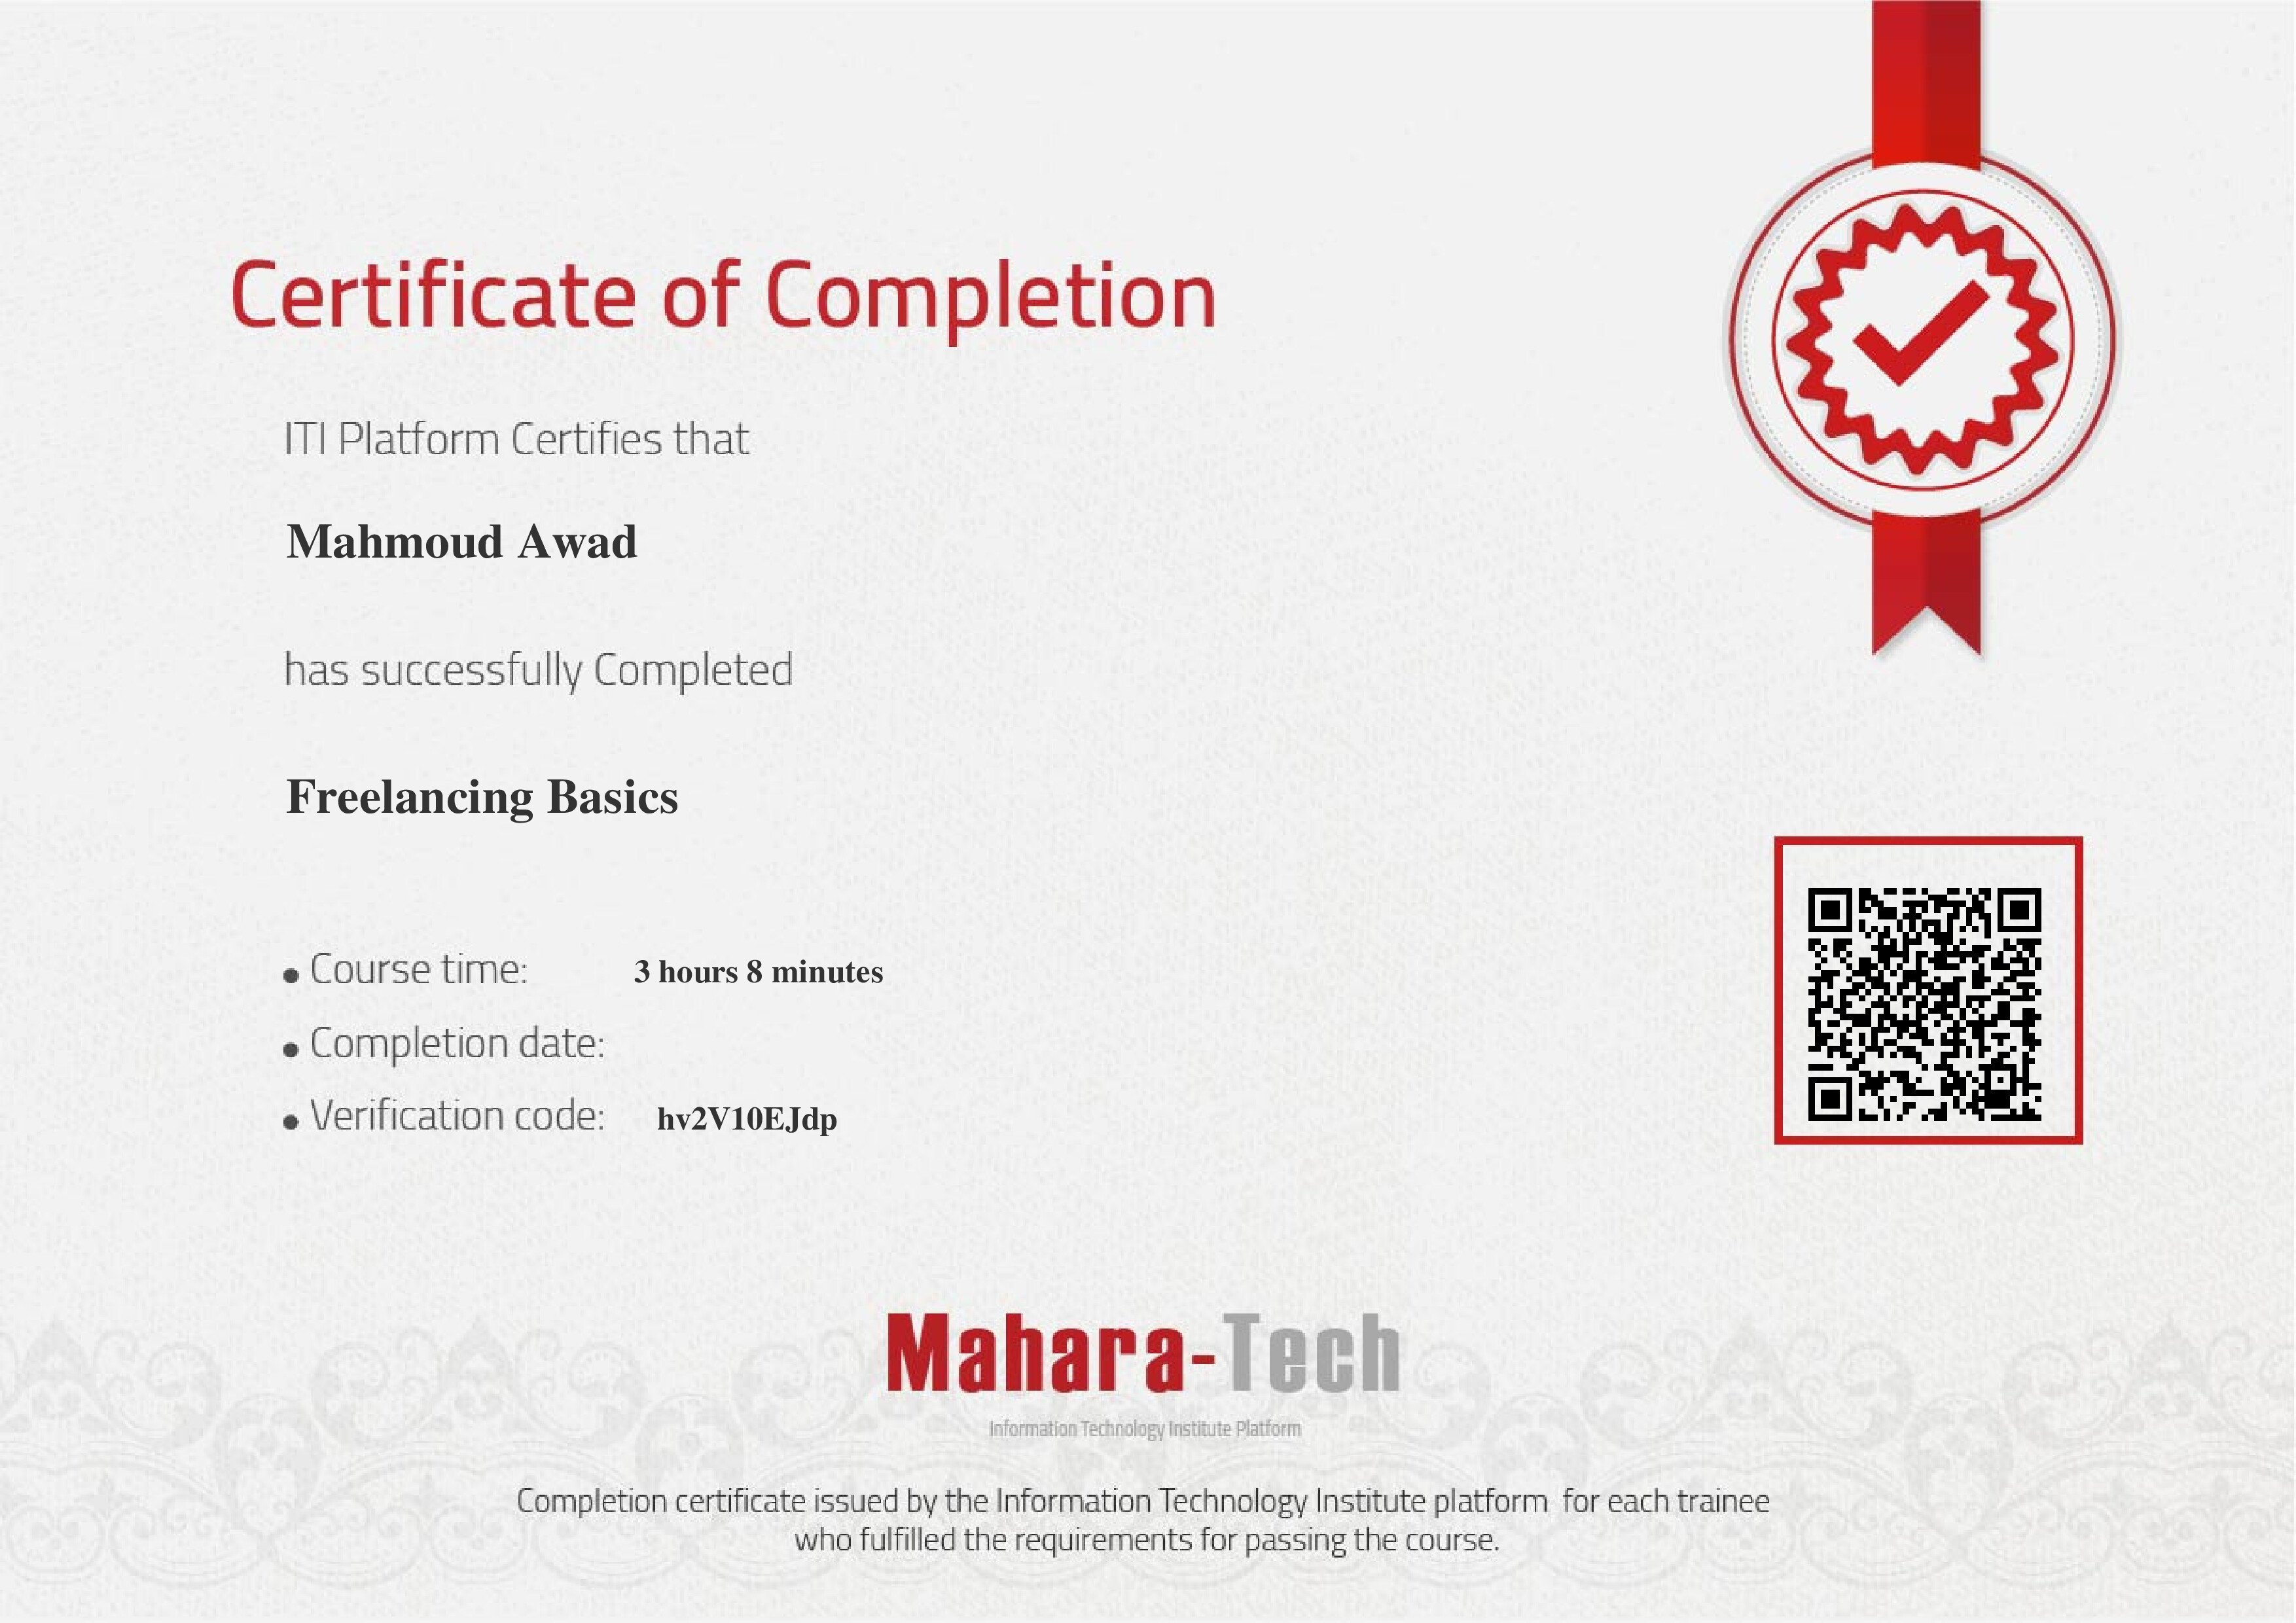 Certificate of Completion
ITI Platform Certifies that
Mahmoud Awad
has successfully Completed
Freelancing Basics
• Course time: 3 hours 8 minutes
• Completion date:
• Verification code: hv2V10EJdp
Mahara-Tech
Information Technology Institute Platform
Completion certificate issued by the Information Technology Institute platform for each trainee
who fulfilled the requirements for passing the course.